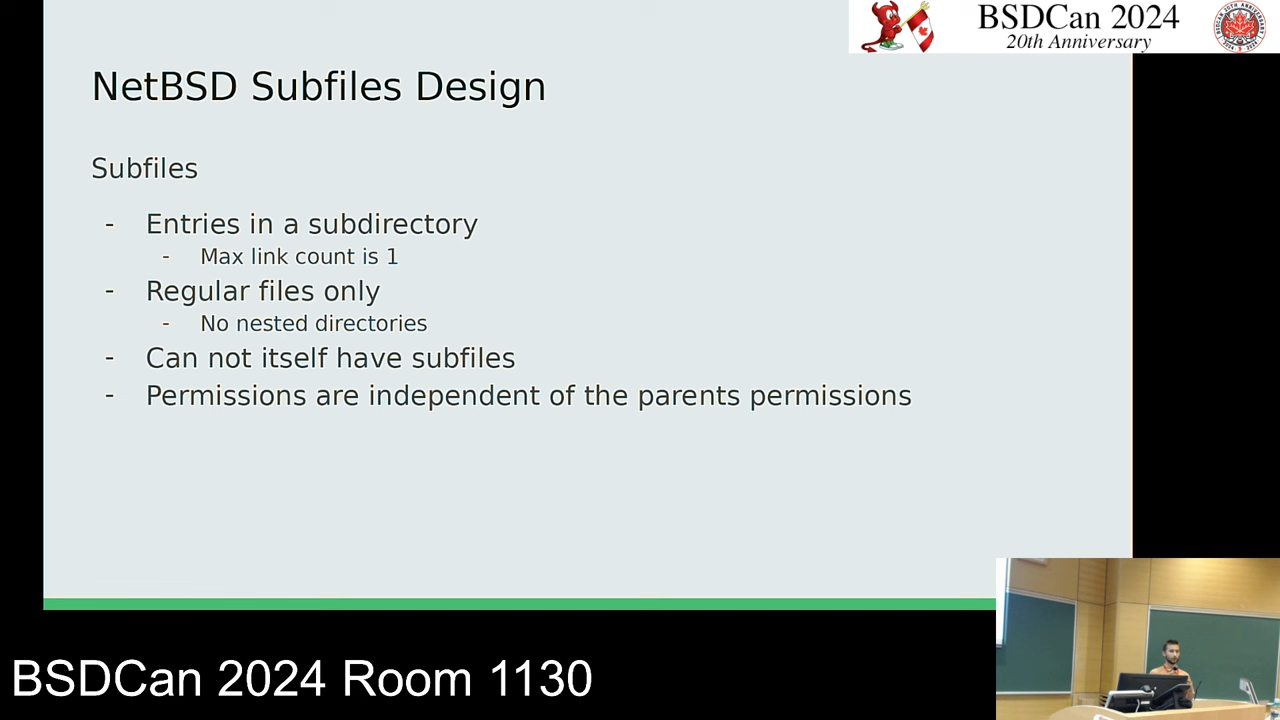 BSDCan 2024
20th Anniversary
NetBSD Subfiles Design
Subfiles
- Entries in a subdirectory
- Max link count is 1
- Regular files only
- No nested directories
- Can not itself have subfiles
- Permissions are independent of the parents permissions
BSDCan 2024 Room 1130